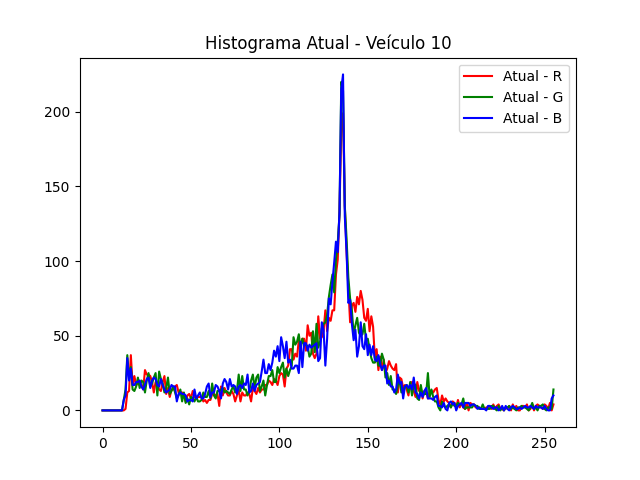 Histograma Atual - Veículo 10
Atual - R
Atual - G
Atual - B
200
150
100
50
0
0 50 100 150 200 250